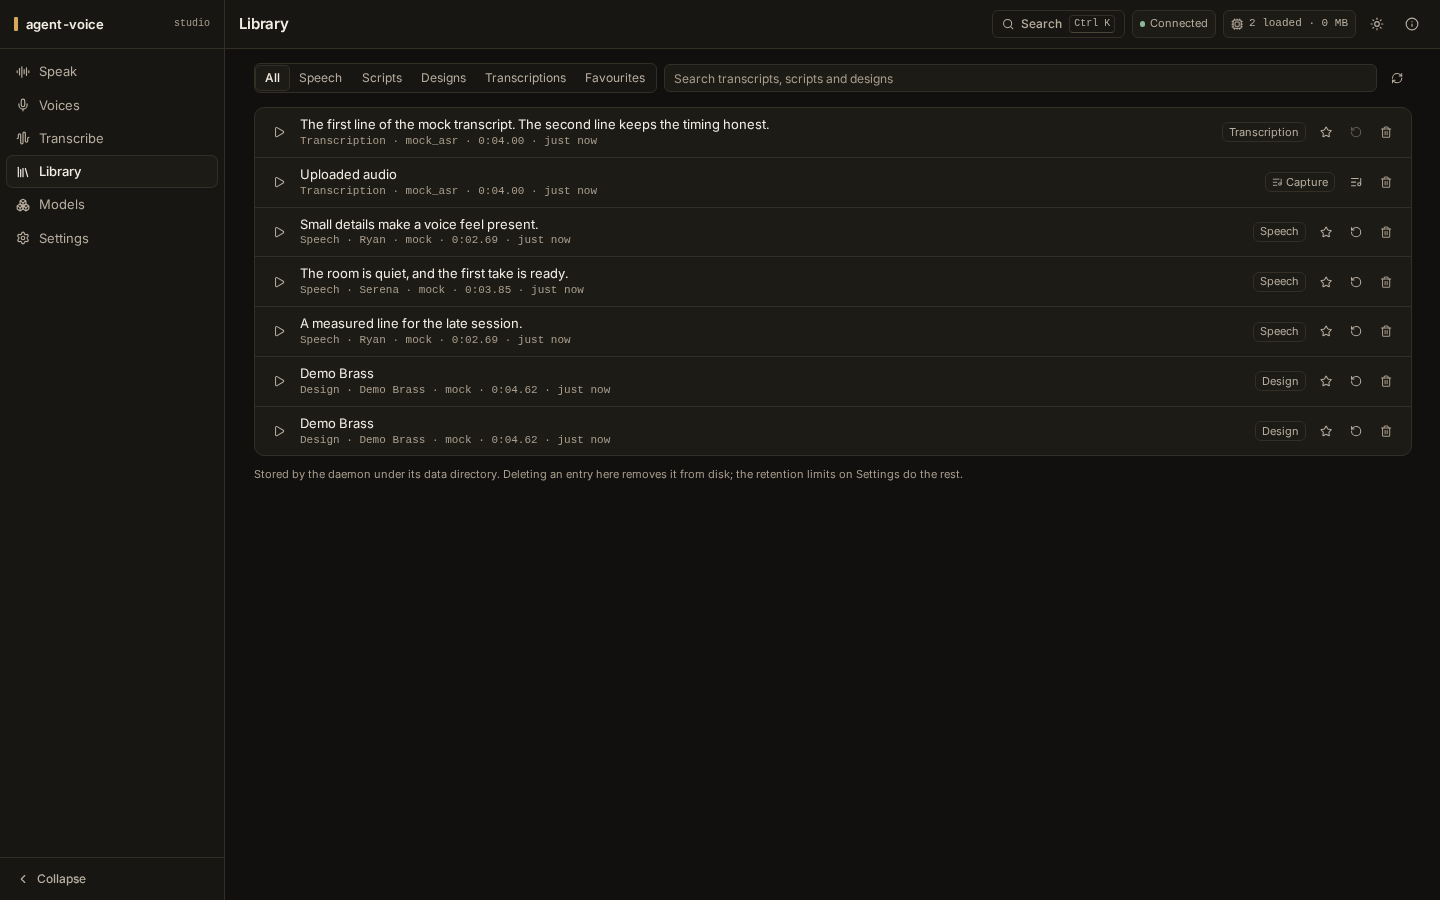 agent-voice
studio
Library
Search Ctrl K
Connected
2 loaded · 0 MB
Speak
Voices
Transcribe
Library
Models
Settings
All Speech Scripts Designs Transcriptions Favourites
Search transcripts, scripts and designs
The first line of the mock transcript. The second line keeps the timing honest.
Transcription · mock_asr · 0:04.00 · just now
Transcription
Uploaded audio
Transcription · mock_asr · 0:04.00 · just now
Capture
Small details make a voice feel present.
Speech · Ryan · mock · 0:02.69 · just now
Speech
The room is quiet, and the first take is ready.
Speech · Serena · mock · 0:03.85 · just now
Speech
A measured line for the late session.
Speech · Ryan · mock · 0:02.69 · just now
Speech
Demo Brass
Design · Demo Brass · mock · 0:04.62 · just now
Design
Demo Brass
Design · Demo Brass · mock · 0:04.62 · just now
Design
Stored by the daemon under its data directory. Deleting an entry here removes it from disk; the retention limits on Settings do the rest.
Collapse